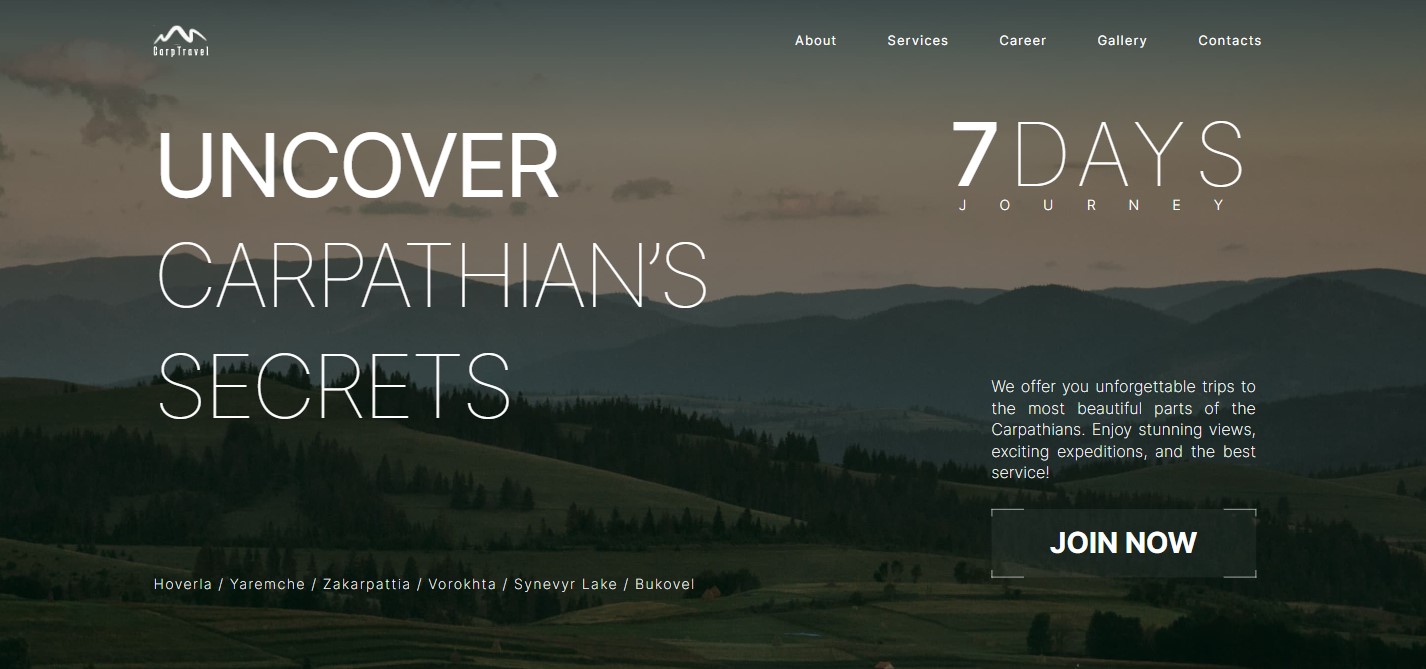 CarpTravel
About Services Career Gallery Contacts
UNCOVER
CARPATHIAN’S
SECRETS
7 DAYS
JOURNEY
We offer you unforgettable trips to
the most beautiful parts of the
Carpathians. Enjoy stunning views,
exciting expeditions, and the best
service!
JOIN NOW
Hoverla / Yaremche / Zakarpattia / Vorokhta / Synevyr Lake / Bukovel